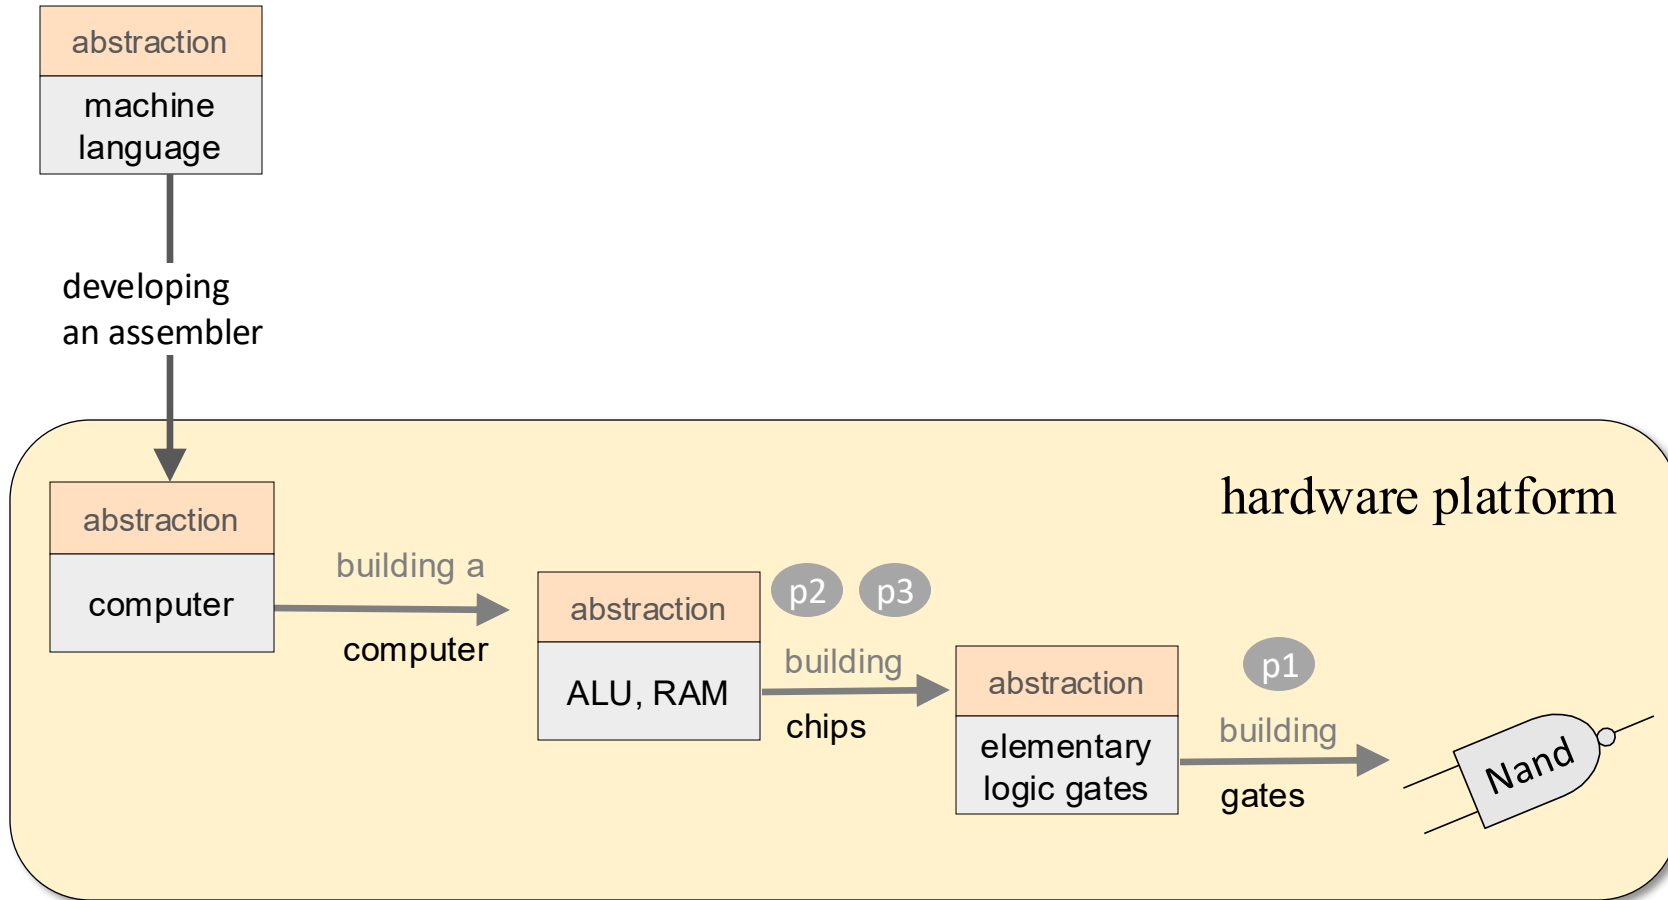 abstraction
machine
language
developing
an assembler
hardware platform
abstraction
computer
building a
computer
abstraction
ALU, RAM
p2 p3
building
chips
abstraction
elementary
logic gates
p1
building
gates
Nand